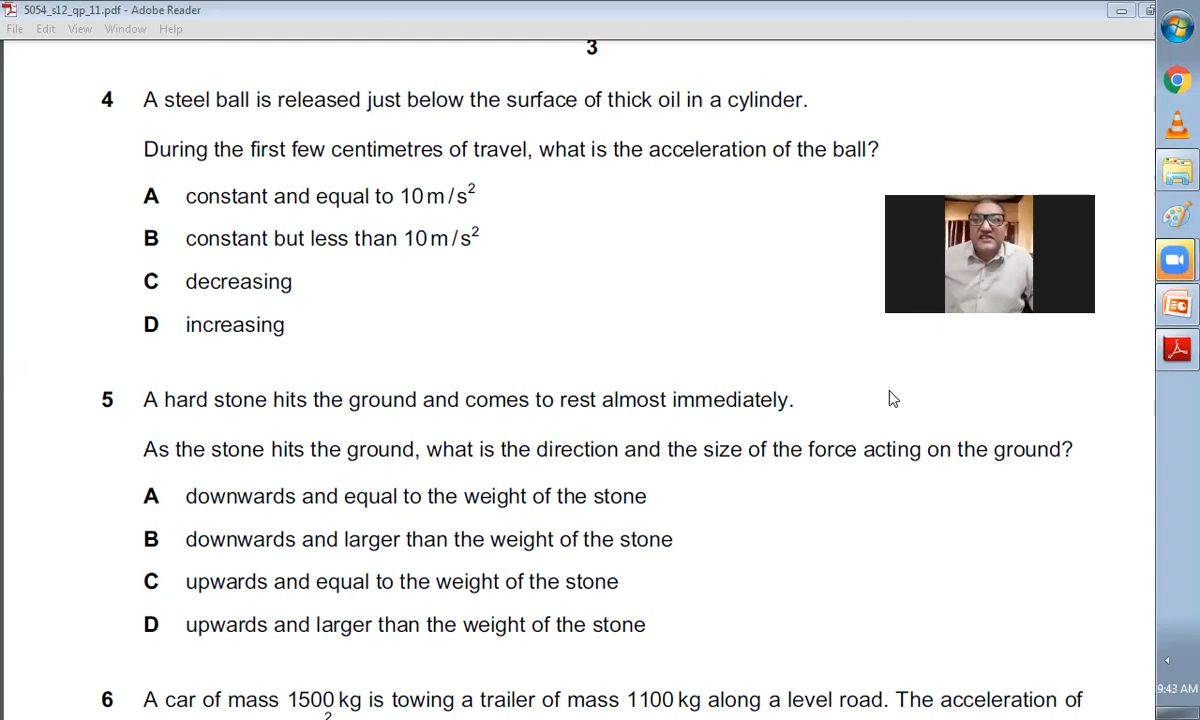 5054_s12_qp_11.pdf - Adobe Reader
File Edit View Window Help
3
4 A steel ball is released just below the surface of thick oil in a cylinder.
During the first few centimetres of travel, what is the acceleration of the ball?
A constant and equal to 10 m / s²
B constant but less than 10 m / s²
C decreasing
D increasing
5 A hard stone hits the ground and comes to rest almost immediately.
As the stone hits the ground, what is the direction and the size of the force acting on the ground?
A downwards and equal to the weight of the stone
B downwards and larger than the weight of the stone
C upwards and equal to the weight of the stone
D upwards and larger than the weight of the stone
6 A car of mass 1500 kg is towing a trailer of mass 1100 kg along a level road. The acceleration of
2
9:43 AM